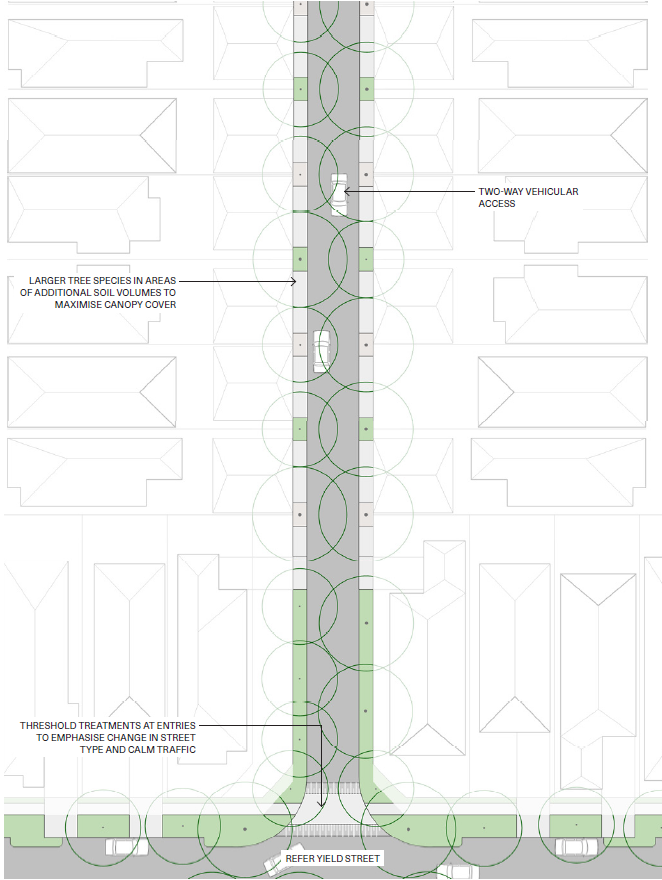 TWO-WAY VEHICULAR
ACCESS
LARGER TREE SPECIES IN AREAS
OF ADDITIONAL SOIL VOLUMES TO
MAXIMISE CANOPY COVER
THRESHOLD TREATMENTS AT ENTRIES
TO EMPHASISE CHANGE IN STREET
TYPE AND CALM TRAFFIC
REFER YIELD STREET